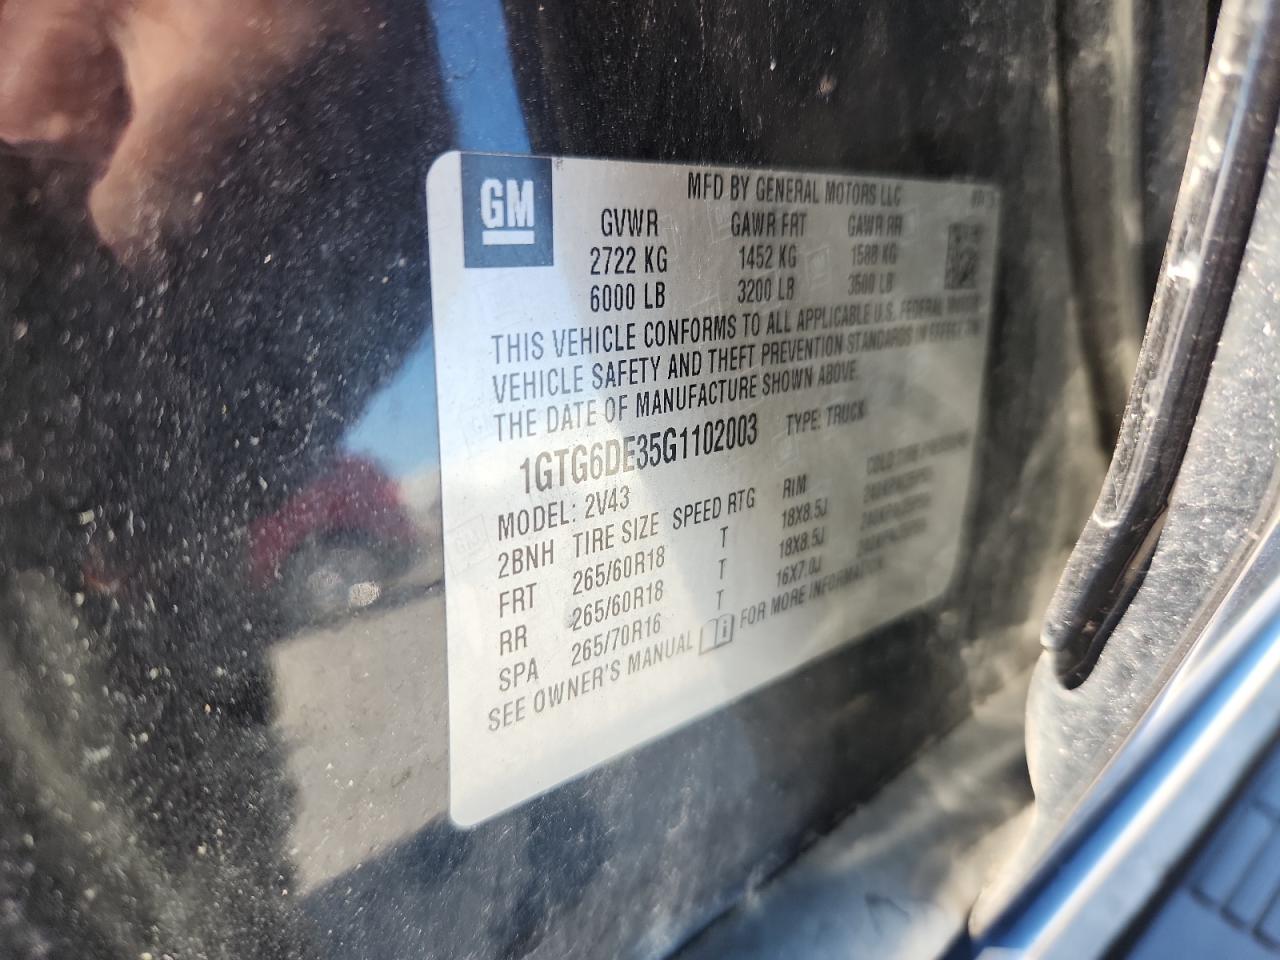 GM
MFD BY GENERAL MOTORS LLC
GVWR GAWR FRT GAWR RR
2722 KG 1452 KG 1588 KG
6000 LB 3200 LB 3500 LB
THIS VEHICLE CONFORMS TO ALL APPLICABLE U.S. FEDERAL MOTOR
VEHICLE SAFETY AND THEFT PREVENTION STANDARDS IN EFFECT ON
THE DATE OF MANUFACTURE SHOWN ABOVE.
1GTG6DE35G1102003 TYPE: TRUCK
MODEL: 2V43
2BNH TIRE SIZE SPEED RTG RIM COLD TIRE
FRT 265/60R18 T 18X8.5J
RR 265/60R18 T 18X8.5J
SPA 265/70R16 T 16X7.0J
SEE OWNER'S MANUAL FOR MORE INFORMATION